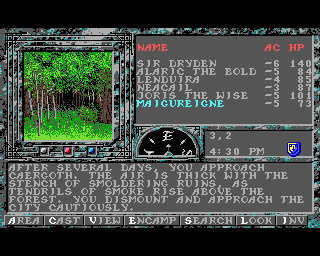 NAME AC HP
SIR DRYDEN -6 140
ALARIC THE BOLD -5 84
LENDUIRA -4 85
NEACAIL -3 87
JORIS THE WISE -5 101
MAIGUREIGNE -5 73
E
3,2
4:30 PM
AFTER SEVERAL DAYS, YOU APPROACH
AERGOTH. THE AIR IS THICK WITH THE
STENCH OF SMOLDERING RUINS, AS
TENDRILS OF SMOKE RISE ABOVE THE
FOREST. YOU DISMOUNT AND APPROACH THE
CITY CAUTIOUSLY.
AREA CAST VIEW ENCAMP SEARCH LOOK INV